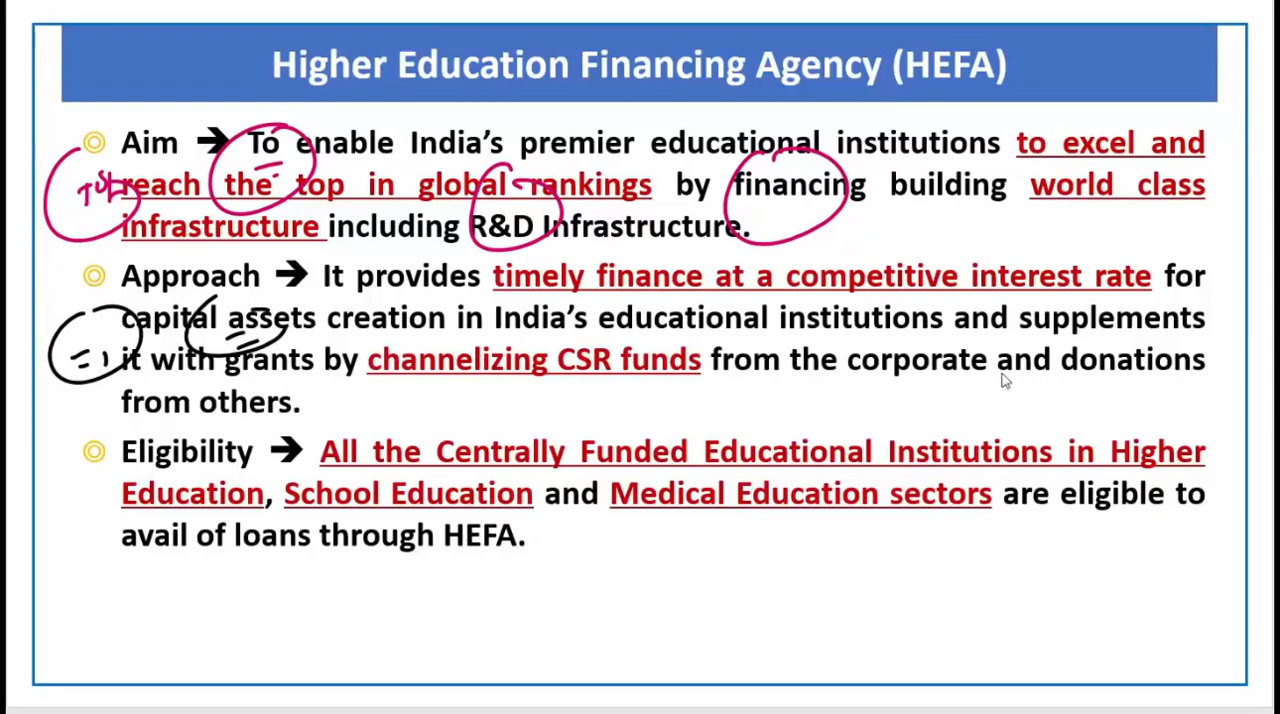 Higher Education Financing Agency (HEFA)
Aim ➔ To enable India's premier educational institutions to excel and
reach the top in global rankings by financing building world class
infrastructure including R&D Infrastructure.
Approach ➔ It provides timely finance at a competitive interest rate for
capital assets creation in India's educational institutions and supplements
it with grants by channelizing CSR funds from the corporate and donations
from others.
Eligibility ➔ All the Centrally Funded Educational Institutions in Higher
Education, School Education and Medical Education sectors are eligible to
avail of loans through HEFA.